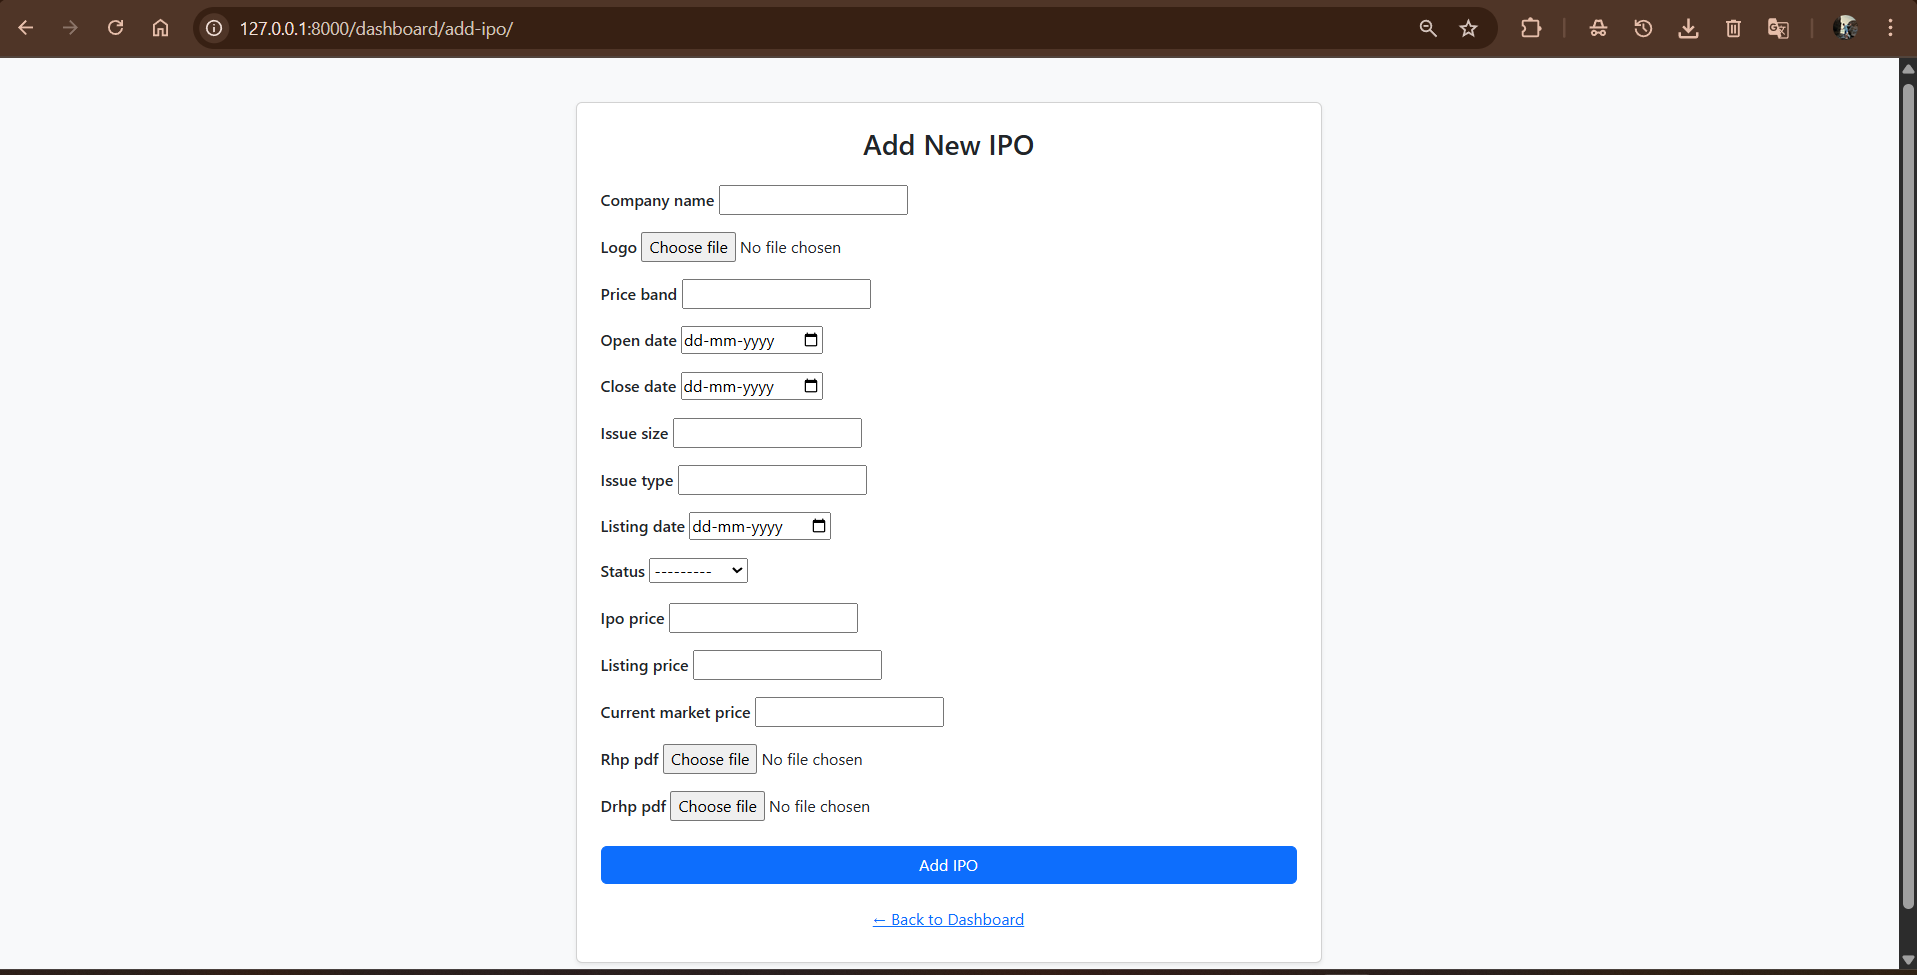 127.0.0.1:8000/dashboard/add-ipo/
Add New IPO
Company name
Logo Choose file No file chosen
Price band
Open date dd-mm-yyyy
Close date dd-mm-yyyy
Issue size
Issue type
Listing date dd-mm-yyyy
Status ---------
Ipo price
Listing price
Current market price
Rhp pdf Choose file No file chosen
Drhp pdf Choose file No file chosen
Add IPO
← Back to Dashboard